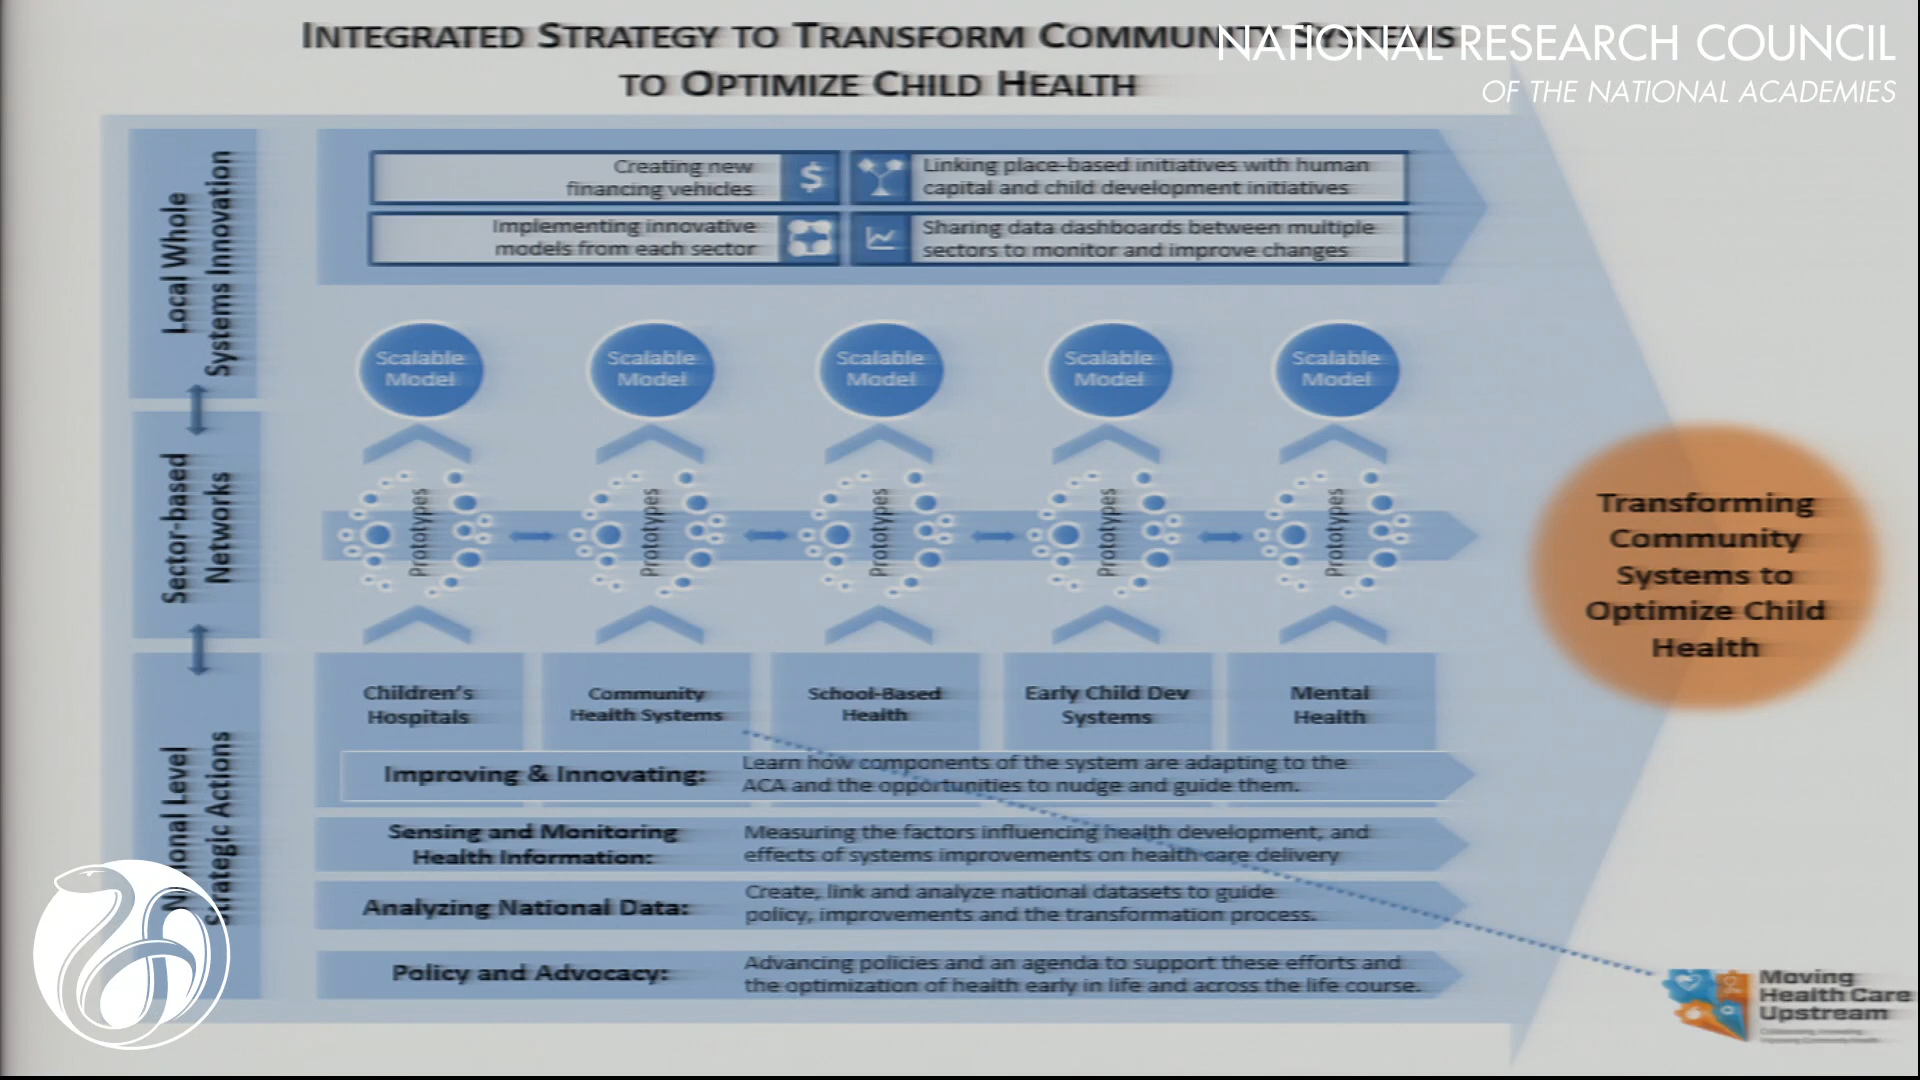 INTEGRATED STRATEGY TO TRANSFORM COMMUNITY SYSTEMS
TO OPTIMIZE CHILD HEALTH
NATIONAL RESEARCH COUNCIL
OF THE NATIONAL ACADEMIES
Local Whole
Systems Innovation
Creating new
financing vehicles
$
Linking place-based initiatives with human
capital and child development initiatives
Implementing innovative
models from each sector
Sharing data dashboards between multiple
sectors to monitor and improve changes
Scalable
Model
Scalable
Model
Scalable
Model
Scalable
Model
Scalable
Model
Sector-based
Networks
Prototypes
Prototypes
Prototypes
Prototypes
Prototypes
Transforming
Community
Systems to
Optimize Child
Health
National Level
Strategic Actions
Children's
Hospitals
Community
Health Systems
School-Based
Health
Early Child Dev
Systems
Mental
Health
Improving & Innovating:
Learn how components of the system are adapting to the
ACA and the opportunities to nudge and guide them.
Sensing and Monitoring
Health Information:
Measuring the factors influencing health development, and
effects of systems improvements on health care delivery
Analyzing National Data:
Create, link and analyze national datasets to guide
policy, improvements and the transformation process.
Policy and Advocacy:
Advancing policies and an agenda to support these efforts and
the optimization of health early in life and across the life course.
Moving
Health Care
Upstream